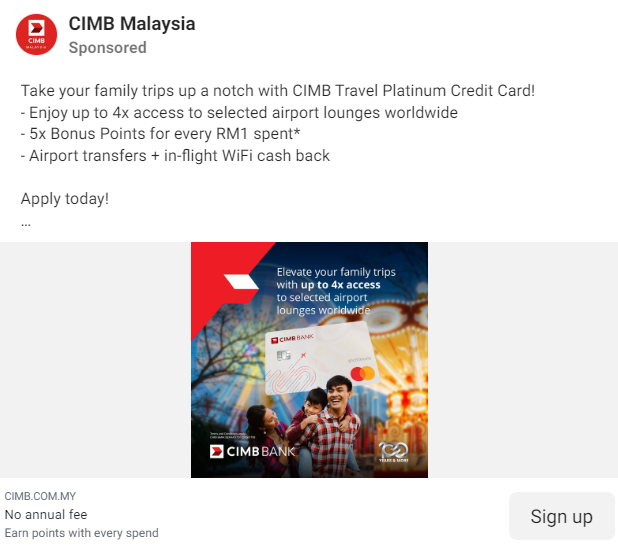 CIMB Malaysia
Sponsored
CIMB
MALAYSIA
Take your family trips up a notch with CIMB Travel Platinum Credit Card!
- Enjoy up to 4x access to selected airport lounges worldwide
- 5x Bonus Points for every RM1 spent*
- Airport transfers + in-flight WiFi cash back
Apply today!
...
Elevate your family trips
with up to 4x access
to selected airport
lounges worldwide
CIMB BANK
CIMB BANK
YEARS & MORE
CIMB.COM.MY
No annual fee
Earn points with every spend
Sign up